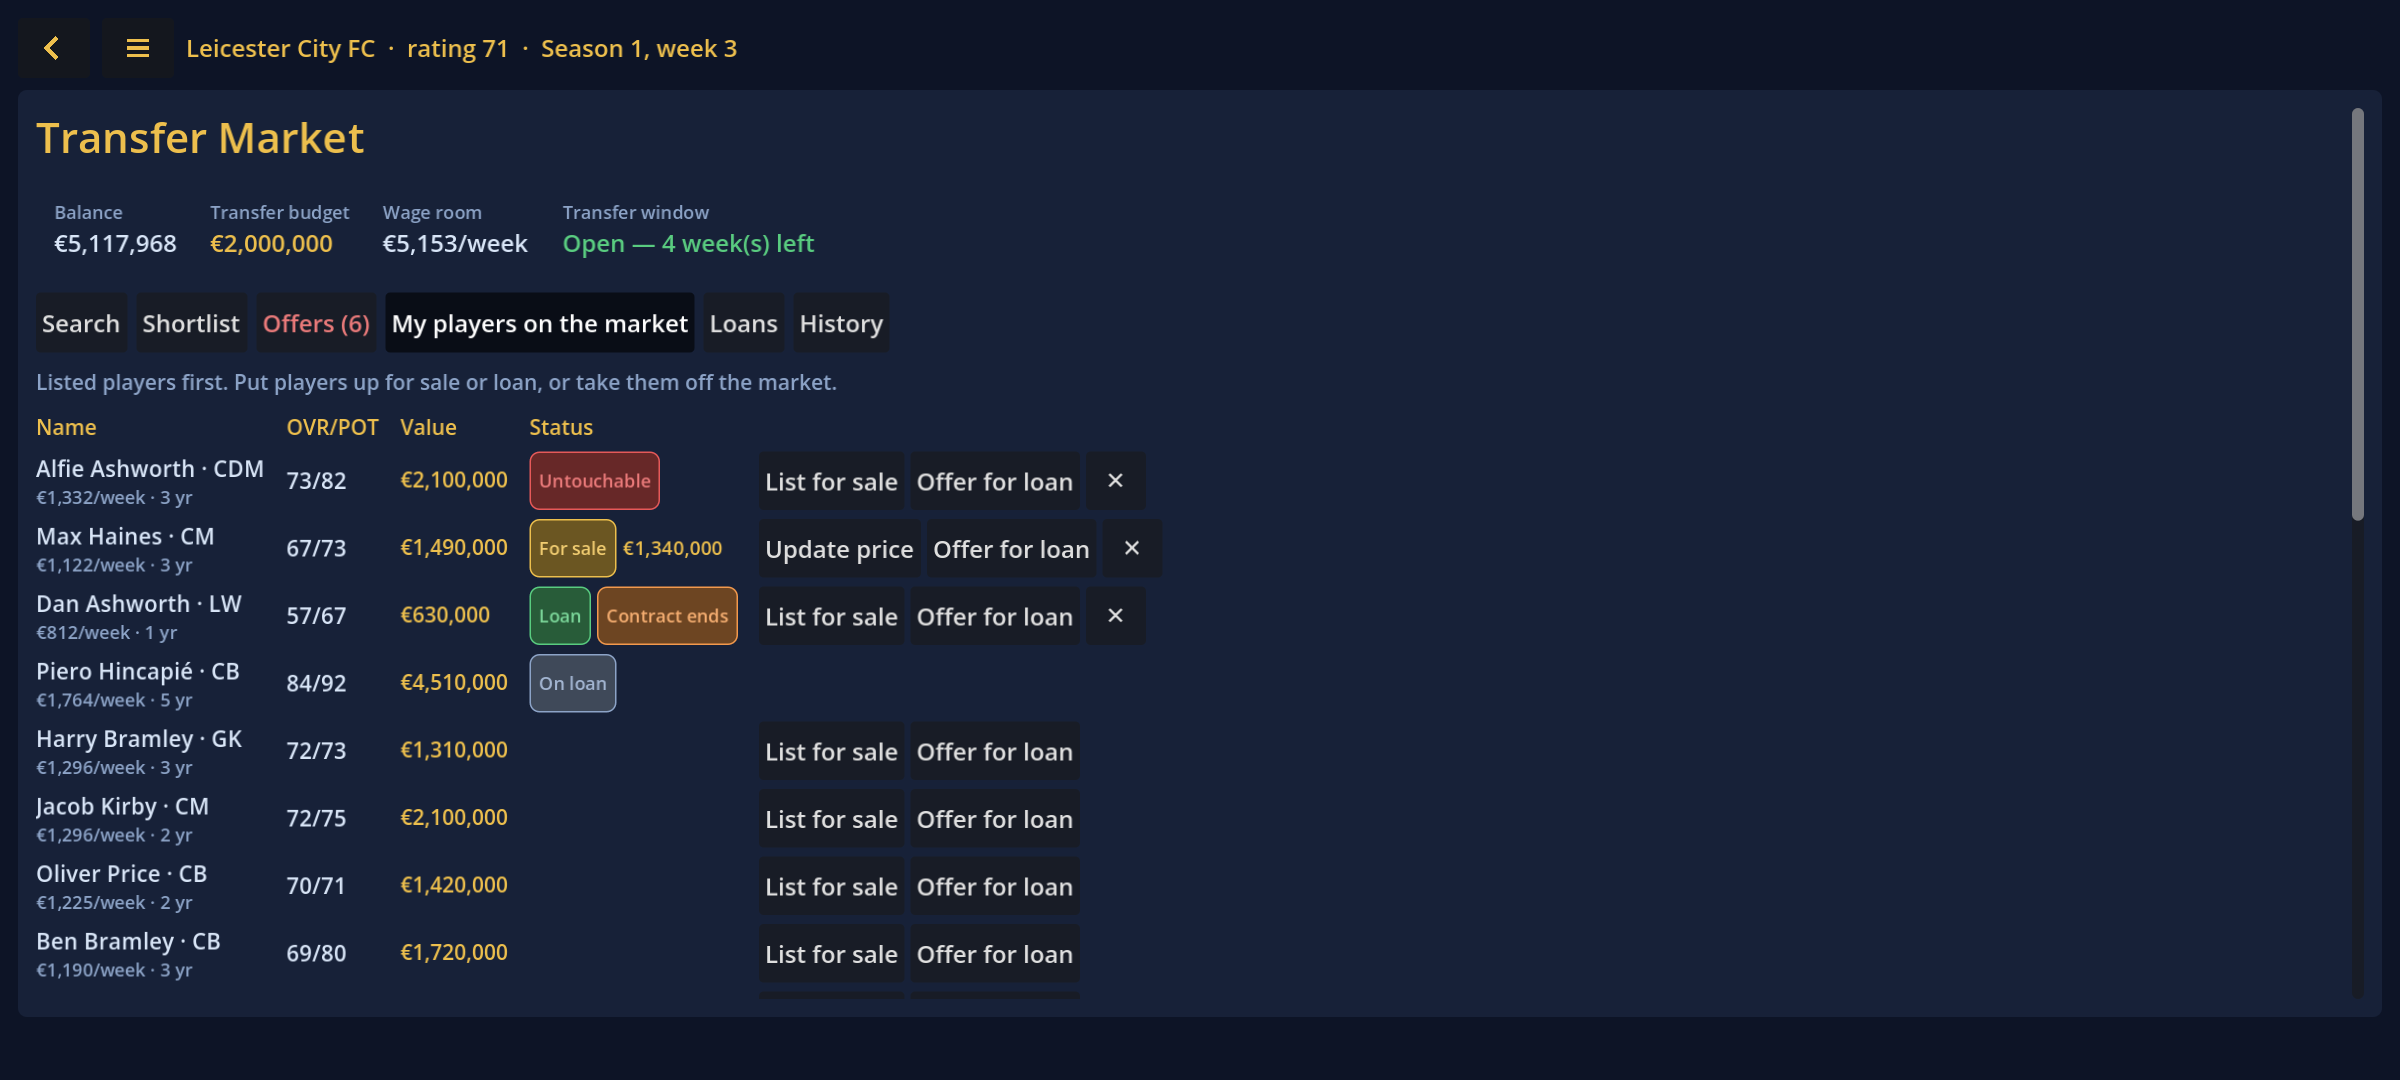 Leicester City FC · rating 71 · Season 1, week 3
Transfer Market
Balance Transfer budget Wage room Transfer window
€5,117,968 €2,000,000 €5,153/week Open — 4 week(s) left
Search Shortlist Offers (6) My players on the market Loans History
Listed players first. Put players up for sale or loan, or take them off the market.
Name OVR/POT Value Status
Alfie Ashworth · CDM 73/82 €2,100,000 Untouchable List for sale Offer for loan ✕
€1,332/week · 3 yr
Max Haines · CM 67/73 €1,490,000 For sale €1,340,000 Update price Offer for loan ✕
€1,122/week · 3 yr
Dan Ashworth · LW 57/67 €630,000 Loan Contract ends List for sale Offer for loan ✕
€812/week · 1 yr
Piero Hincapié · CB 84/92 €4,510,000 On loan
€1,764/week · 5 yr
Harry Bramley · GK 72/73 €1,310,000 List for sale Offer for loan
€1,296/week · 3 yr
Jacob Kirby · CM 72/75 €2,100,000 List for sale Offer for loan
€1,296/week · 2 yr
Oliver Price · CB 70/71 €1,420,000 List for sale Offer for loan
€1,225/week · 2 yr
Ben Bramley · CB 69/80 €1,720,000 List for sale Offer for loan
€1,190/week · 3 yr